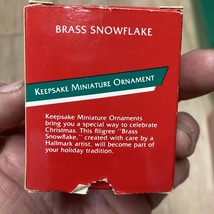 BRASS SNOWFLAKE
KEEPSAKE MINIATURE ORNAMENT
Keepsake Miniature Ornaments
bring you a special way to celebrate
Christmas. This filigree "Brass
Snowflake," created with care by a
Hallmark artist, will become part of
your holiday tradition.